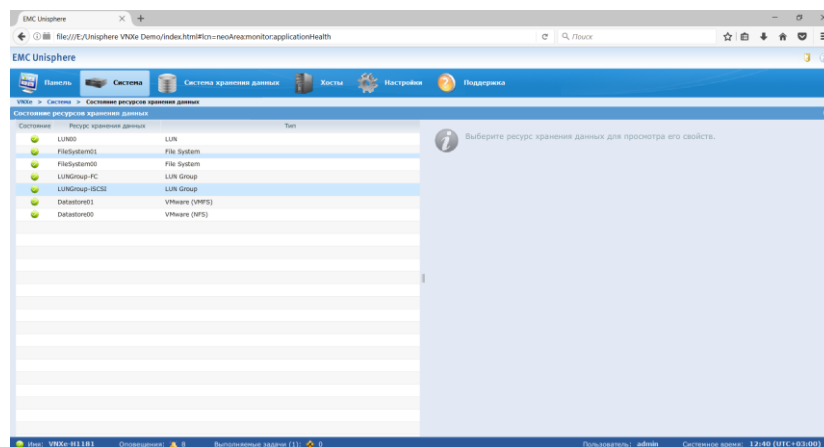 EMC Unisphere × +
file:///E:/Unisphere VNXe Demo/index.html#lcn=neoArea:monitor:applicationHealth Поиск
EMC Unisphere
Панель Система Система хранения данных Хосты Настройки Поддержка
VNXe > Система > Состояние ресурсов хранения данных
Состояние ресурсов хранения данных
Состояние Ресурс хранения данных Тип
LUN00 LUN
FileSystem01 File System
FileSystem00 File System
LUNGroup-FC LUN Group
LUNGroup-iSCSI LUN Group
Datastore01 VMware (VMFS)
Datastore00 VMware (NFS)
Выберите ресурс хранения данных для просмотра его свойств.
Имя: VNXe-H1181 Оповещения: 8 Выполняемые задачи (1): 0 Пользователь: admin Системное время: 12:40 (UTC+03:00)